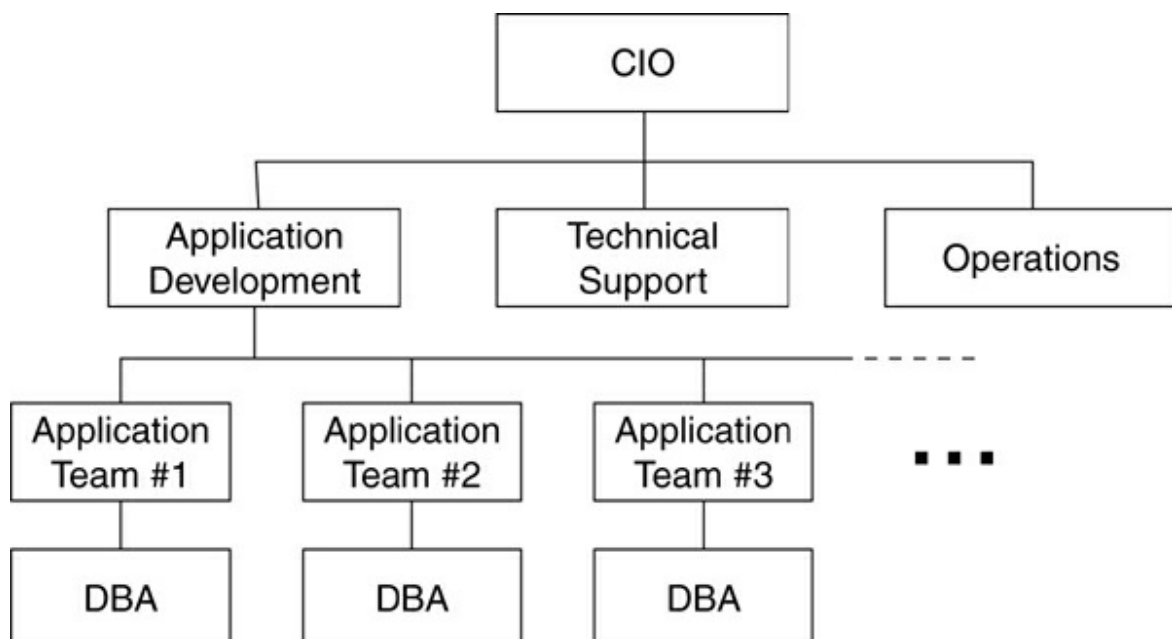 CIO
Application
Development
Technical
Support
Operations
Application
Team #1
Application
Team #2
Application
Team #3
DBA
DBA
DBA